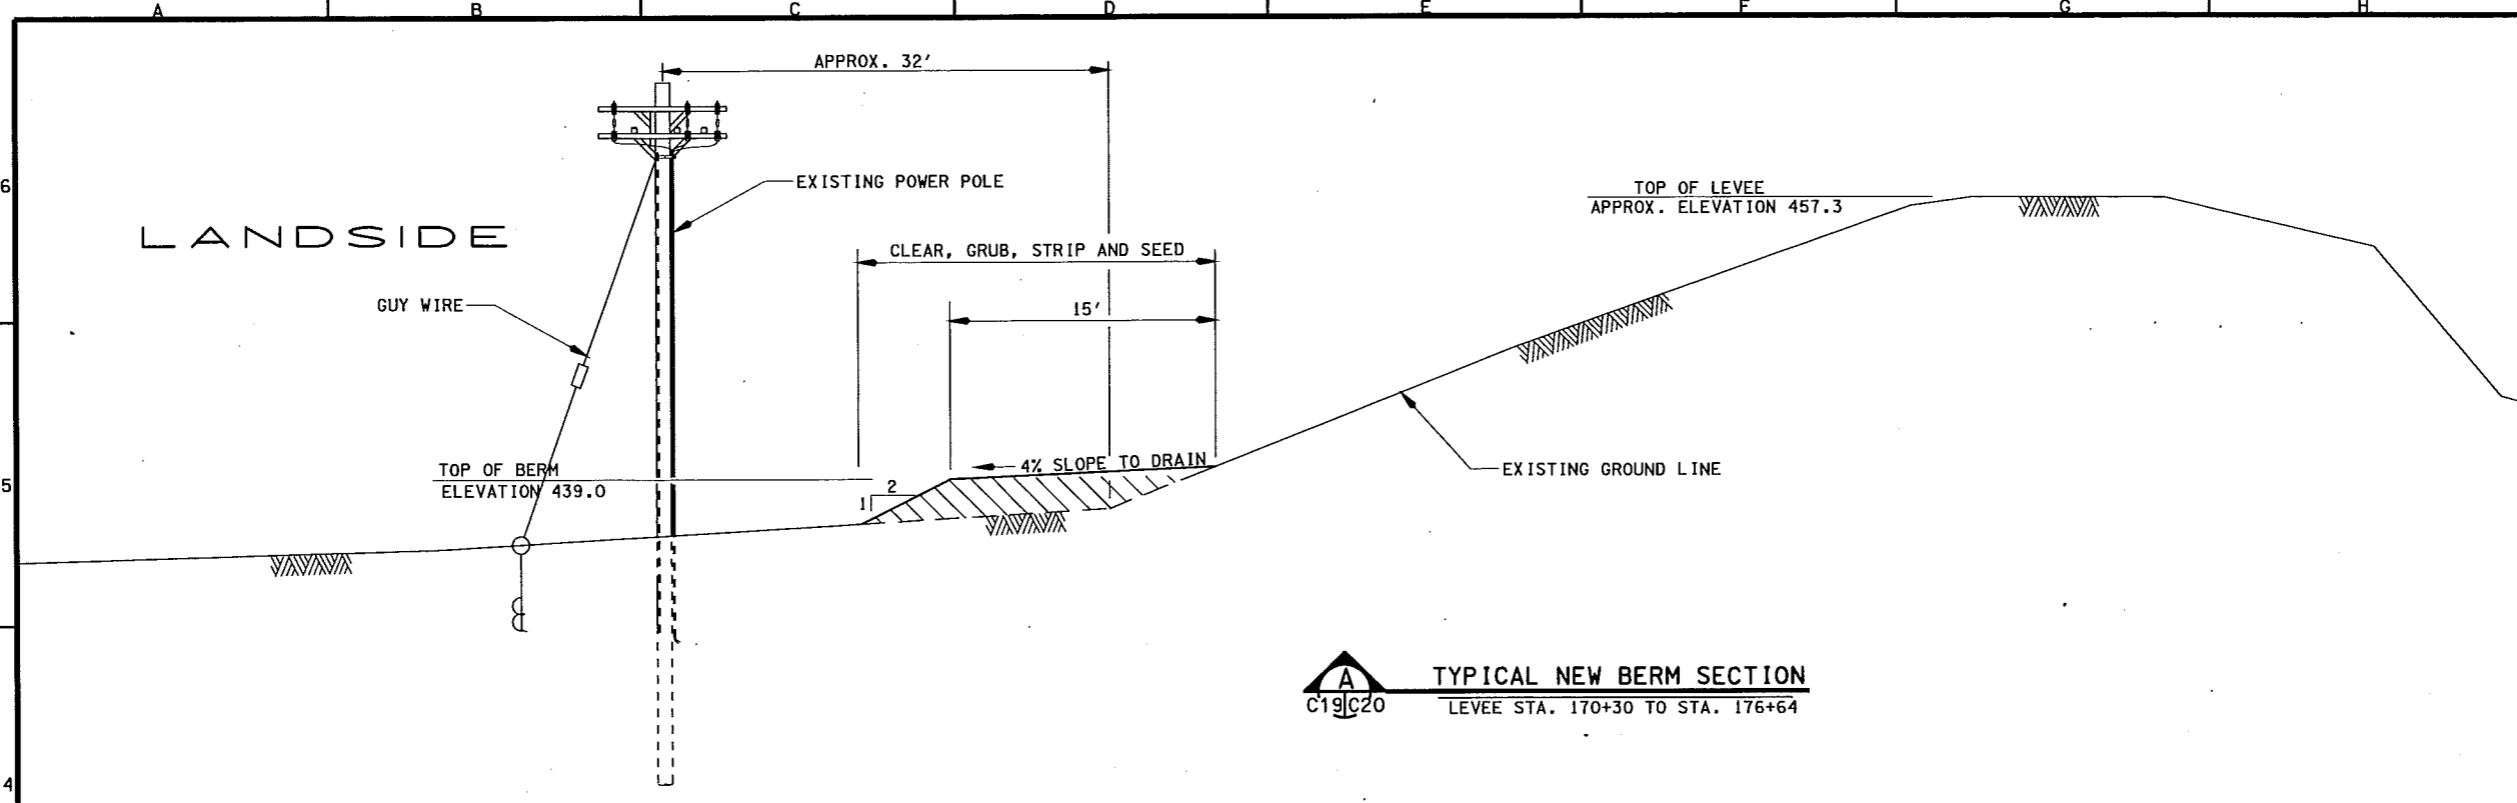 A B C D E F G H
APPROX. 32'
6
EXISTING POWER POLE
TOP OF LEVEE
APPROX. ELEVATION 457.3
LANDSIDE
CLEAR, GRUB, STRIP AND SEED
GUY WIRE
15'
TOP OF BERM
4% SLOPE TO DRAIN
EXISTING GROUND LINE
5
ELEVATION 439.0
2
1
A
TYPICAL NEW BERM SECTION
C19 C20
LEVEE STA. 170+30 TO STA. 176+64
4